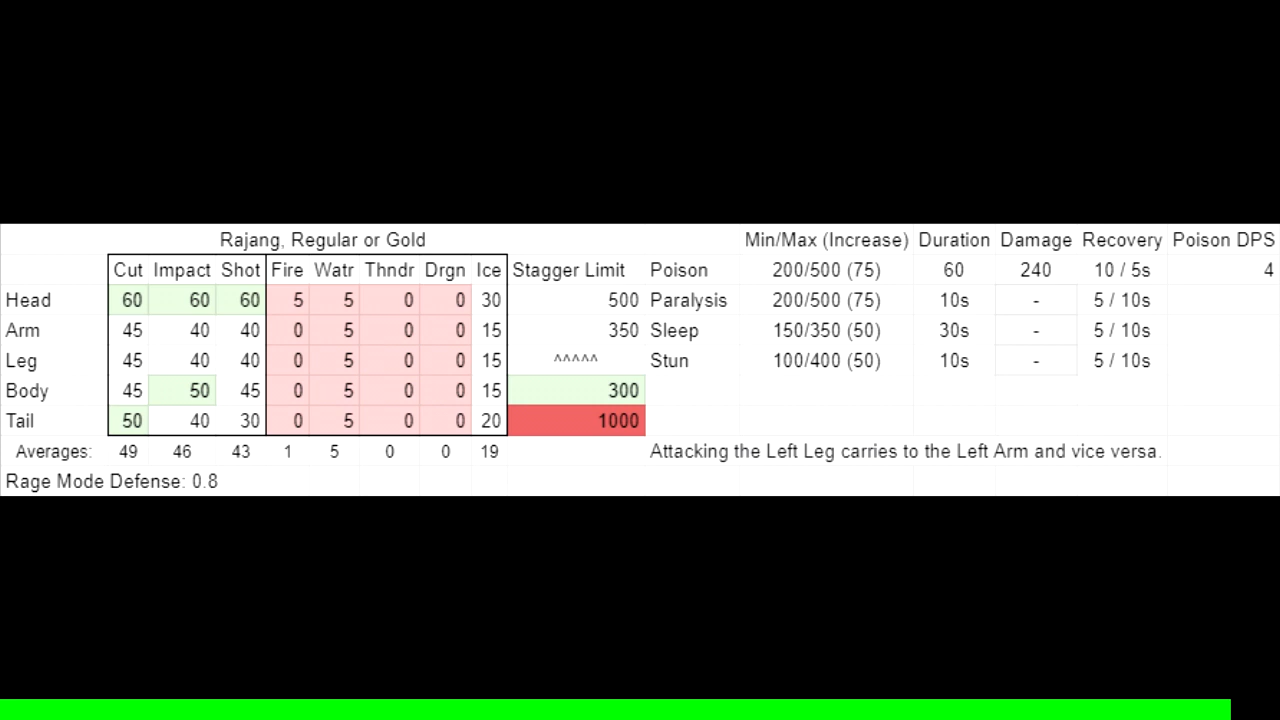 Rajang, Regular or Gold Min/Max (Increase) Duration Damage Recovery Poison DPS
Cut Impact Shot Fire Watr Thndr Drgn Ice Stagger Limit Poison 200/500 (75) 60 240 10 / 5s 4
Head 60 60 60 5 5 0 0 30 500 Paralysis 200/500 (75) 10s - 5 / 10s
Arm 45 40 40 0 5 0 0 15 350 Sleep 150/350 (50) 30s - 5 / 10s
Leg 45 40 40 0 5 0 0 15 ^^^^^ Stun 100/400 (50) 10s - 5 / 10s
Body 45 50 45 0 5 0 0 15 300
Tail 50 40 30 0 5 0 0 20 1000
Averages: 49 46 43 1 5 0 0 19 Attacking the Left Leg carries to the Left Arm and vice versa.
Rage Mode Defense: 0.8